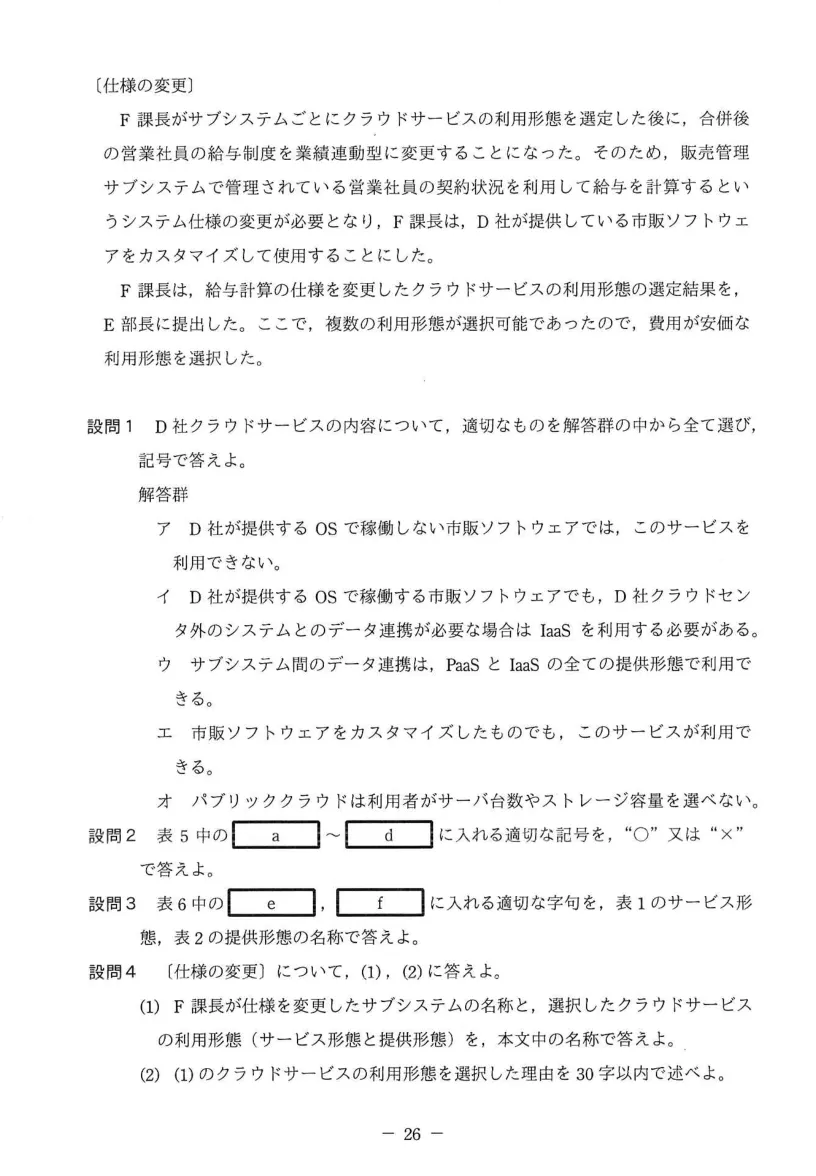 〔仕様の変更〕
F 課長がサブシステムごとにクラウドサービスの利用形態を選定した後に，合併後
の営業社員の給与制度を業績連動型に変更することになった。そのため，販売管理
サブシステムで管理されている営業社員の契約状況を利用して給与を計算するとい
うシステム仕様の変更が必要となり，F 課長は，D 社が提供している市販ソフトウェ
アをカスタマイズして使用することにした。
F 課長は，給与計算の仕様を変更したクラウドサービスの利用形態の選定結果を，
E 部長に提出した。ここで，複数の利用形態が選択可能であったので，費用が安価な
利用形態を選択した。
設問1 D 社クラウドサービスの内容について，適切なものを解答群の中から全て選び，
記号で答えよ。
解答群
ア D 社が提供する OS で稼働しない市販ソフトウェアでは，このサービスを
利用できない。
イ D 社が提供する OS で稼働する市販ソフトウェアでも，D 社クラウドセン
タ外のシステムとのデータ連携が必要な場合は IaaS を利用する必要がある。
ウ サブシステム間のデータ連携は，PaaS と IaaS の全ての提供形態で利用で
きる。
エ 市販ソフトウェアをカスタマイズしたものでも，このサービスが利用で
きる。
オ パブリッククラウドは利用者がサーバ台数やストレージ容量を選べない。
設問2 表 5 中の a ～ d に入れる適切な記号を，“○” 又は “×”
で答えよ。
設問3 表 6 中の e ， f に入れる適切な字句を，表 1 のサービス形
態，表 2 の提供形態の名称で答えよ。
設問4 〔仕様の変更〕について，(1)，(2) に答えよ。
(1) F 課長が仕様を変更したサブシステムの名称と，選択したクラウドサービス
の利用形態（サービス形態と提供形態）を，本文中の名称で答えよ。
(2) (1) のクラウドサービスの利用形態を選択した理由を 30 字以内で述べよ。
－ 26 －